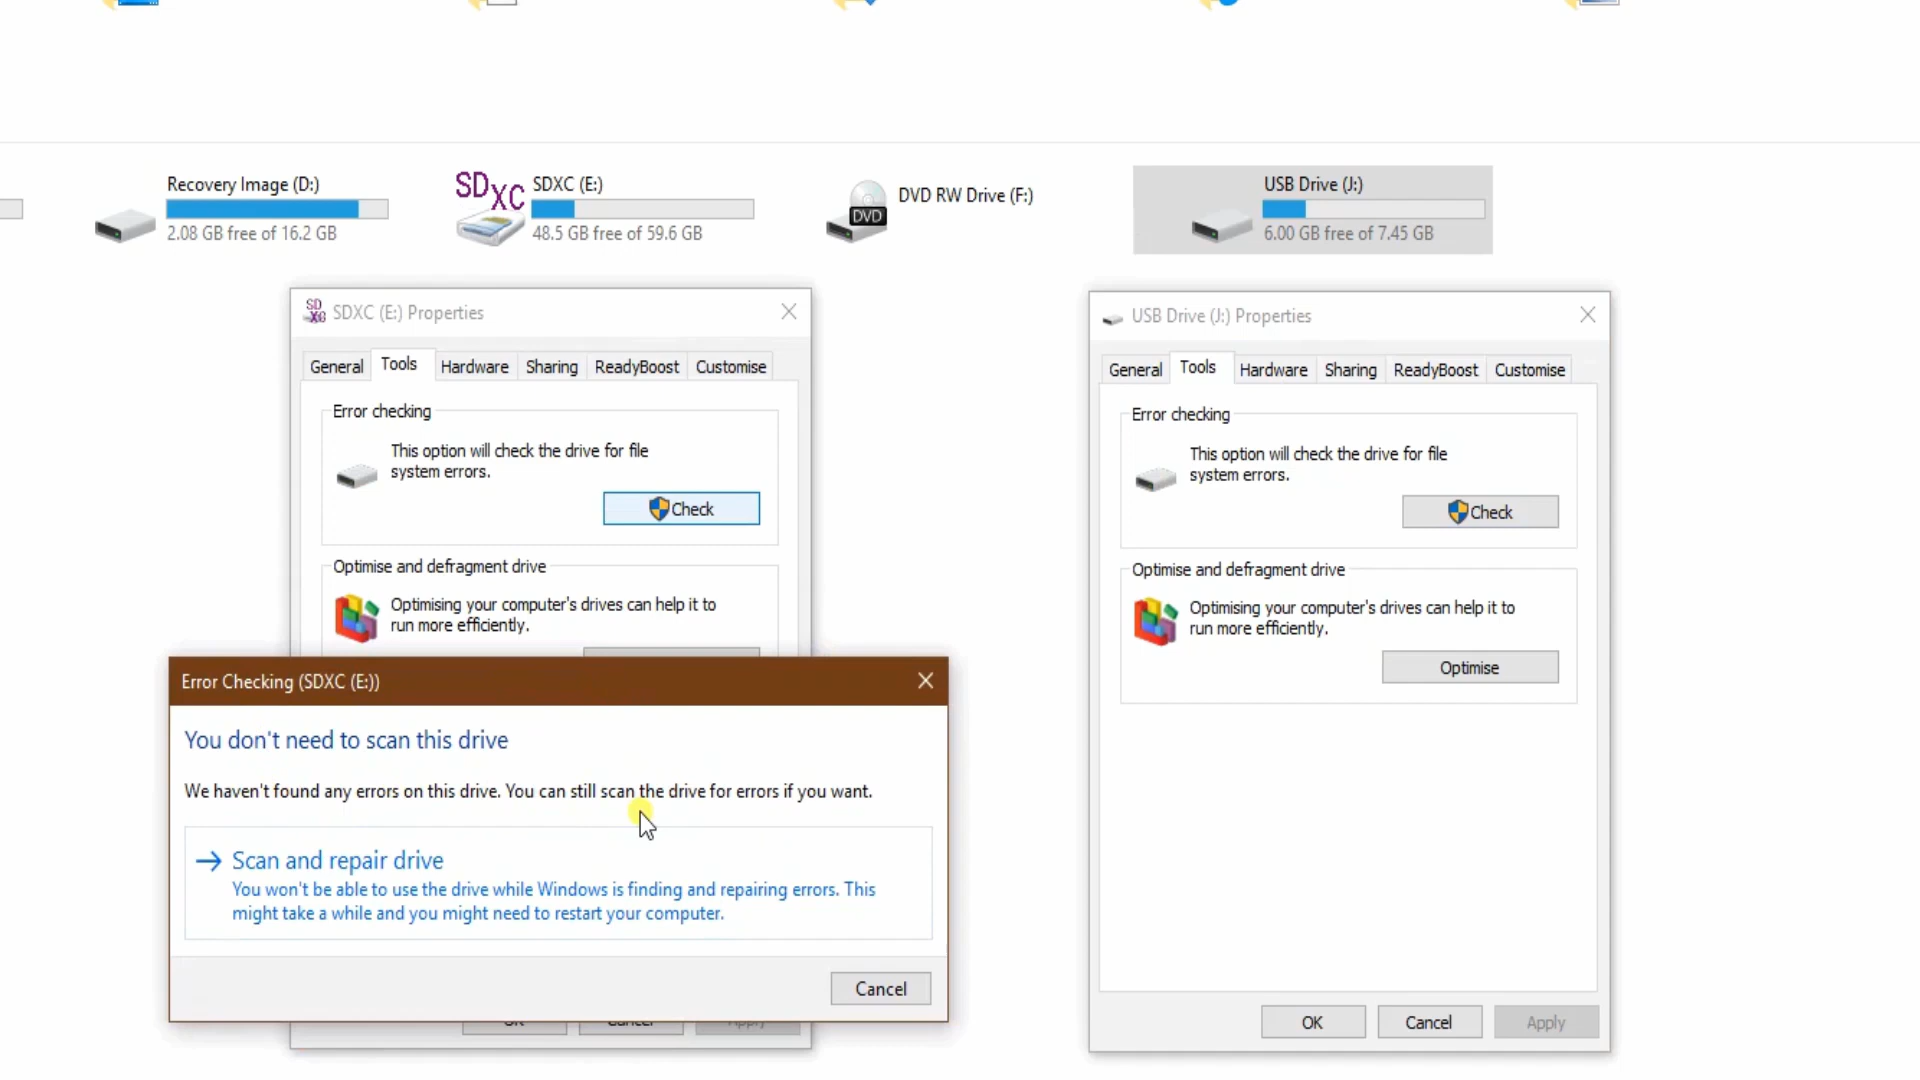 Recovery Image (D:)
2.08 GB free of 16.2 GB
SDXC
SDXC (E:)
48.5 GB free of 59.6 GB
DVD
DVD RW Drive (F:)
USB Drive (J:)
6.00 GB free of 7.45 GB
SD XC
SDXC (E:) Properties
General Tools Hardware Sharing ReadyBoost Customise
Error checking
This option will check the drive for file
system errors.
Check
Optimise and defragment drive
Optimising your computer's drives can help it to
run more efficiently.
Error Checking (SDXC (E:))
You don't need to scan this drive
We haven't found any errors on this drive. You can still scan the drive for errors if you want.
Scan and repair drive
You won't be able to use the drive while Windows is finding and repairing errors. This
might take a while and you might need to restart your computer.
Cancel
OK Cancel Apply
USB Drive (J:) Properties
General Tools Hardware Sharing ReadyBoost Customise
Error checking
This option will check the drive for file
system errors.
Check
Optimise and defragment drive
Optimising your computer's drives can help it to
run more efficiently.
Optimise
OK Cancel Apply